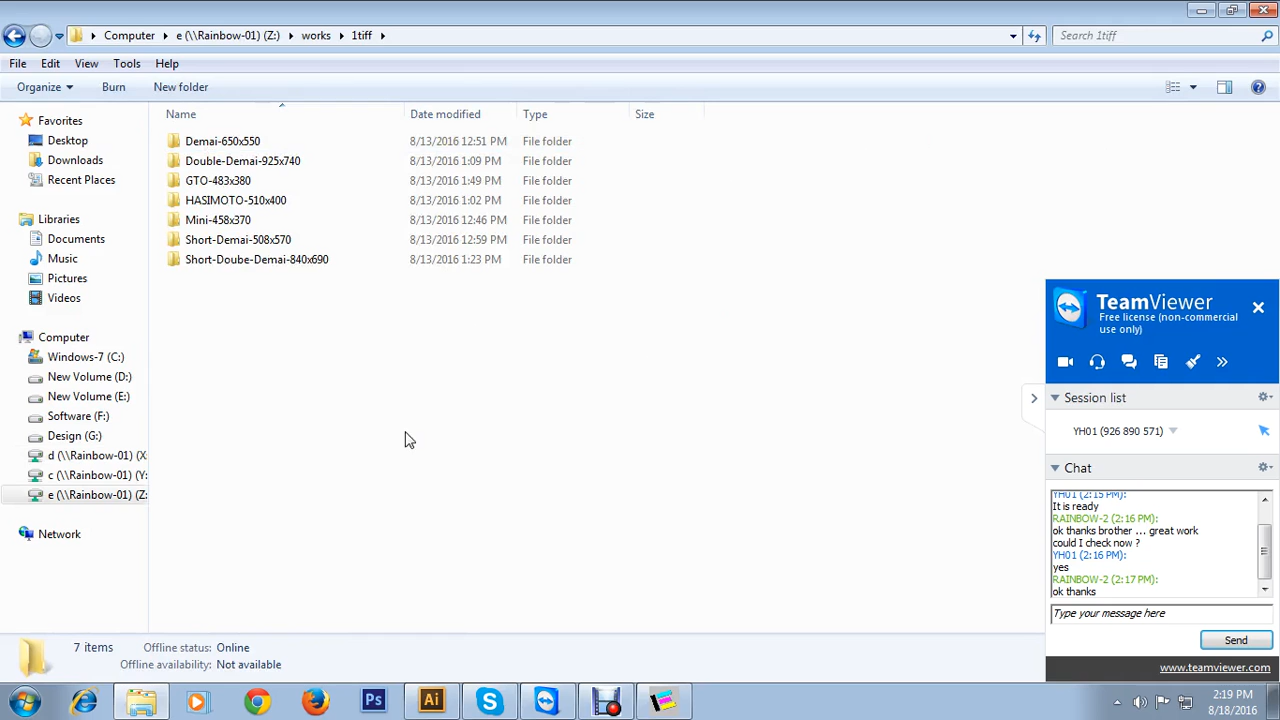 Computer e (\\Rainbow-01) (Z:) works 1tiff Search 1tiff
File Edit View Tools Help
Organize Burn New folder
Name Date modified Type Size
Favorites
Desktop
Downloads
Recent Places
Libraries
Documents
Music
Pictures
Videos
Computer
Windows-7 (C:)
New Volume (D:)
New Volume (E:)
Software (F:)
Design (G:)
d (\\Rainbow-01) (X:
c (\\Rainbow-01) (Y:
e (\\Rainbow-01) (Z:
Network
Demai-650x550 8/13/2016 12:51 PM File folder
Double-Demai-925x740 8/13/2016 1:09 PM File folder
GTO-483x380 8/13/2016 1:49 PM File folder
HASIMOTO-510x400 8/13/2016 1:02 PM File folder
Mini-458x370 8/13/2016 12:46 PM File folder
Short-Demai-508x570 8/13/2016 12:59 PM File folder
Short-Doube-Demai-840x690 8/13/2016 1:23 PM File folder
TeamViewer
Free license (non-commercial
use only)
Session list
YH01 (926 890 571)
Chat
YH01 (2:15 PM):
It is ready
RAINBOW-2 (2:16 PM):
ok thanks brother ... great work
could I check now ?
YH01 (2:16 PM):
yes
RAINBOW-2 (2:17 PM):
ok thanks
Type your message here
Send
www.teamviewer.com
7 items Offline status: Online
Offline availability: Not available
Ps Ai
2:19 PM
8/18/2016